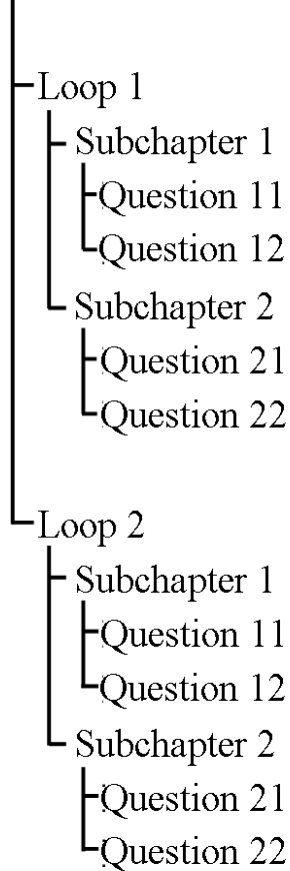 Loop 1
Subchapter 1
Question 11
Question 12
Subchapter 2
Question 21
Question 22
Loop 2
Subchapter 1
Question 11
Question 12
Subchapter 2
Question 21
Question 22